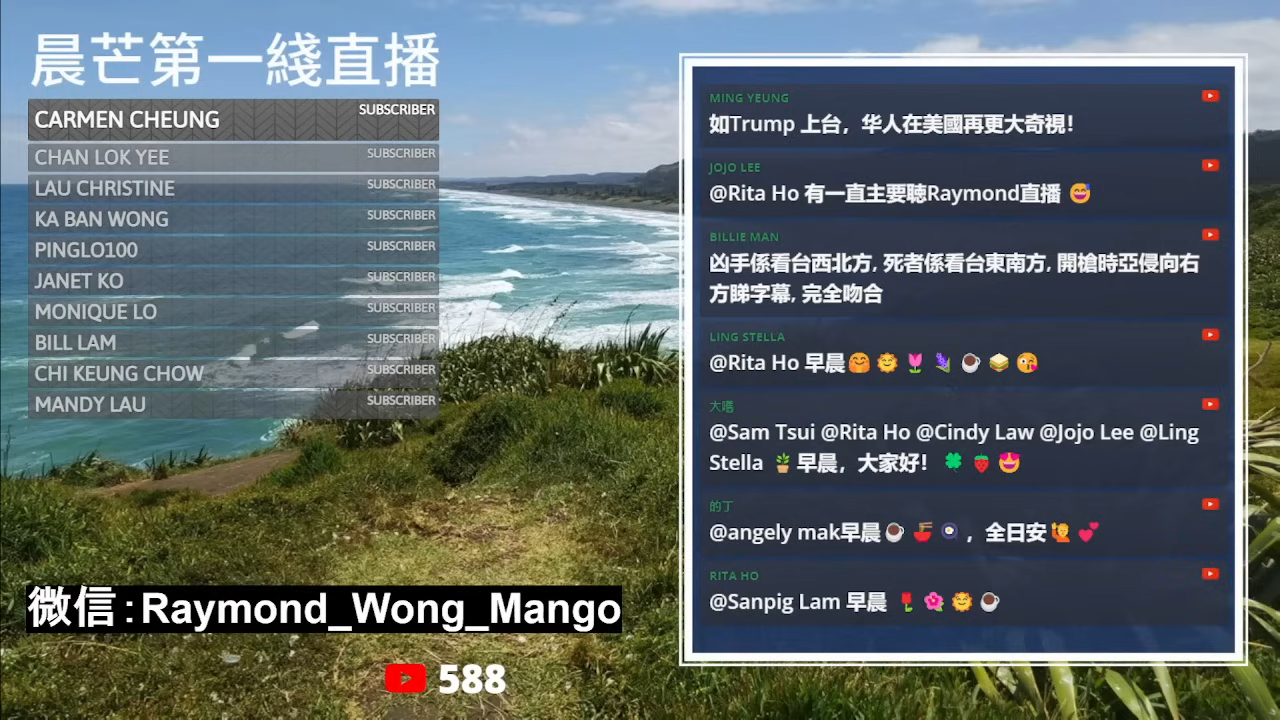 晨芒第一綫直播
CARMEN CHEUNG SUBSCRIBER
CHAN LOK YEE SUBSCRIBER
LAU CHRISTINE SUBSCRIBER
KA BAN WONG SUBSCRIBER
PINGLO100 SUBSCRIBER
JANET KO SUBSCRIBER
MONIQUE LO SUBSCRIBER
BILL LAM SUBSCRIBER
CHI KEUNG CHOW SUBSCRIBER
MANDY LAU SUBSCRIBER
微信:Raymond_Wong_Mango
588
MING YEUNG
如Trump 上台，华人在美國再更大奇視！
JOJO LEE
@Rita Ho 有一直主要聴Raymond直播 😅
BILLIE MAN
凶手係看台西北方, 死者係看台東南方, 開槍時亞侵向右
方睇字幕, 完全吻合
LING STELLA
@Rita Ho 早晨🤗 🌞 🌷 🪻 ☕ 🥪 😘
大嚿
@Sam Tsui @Rita Ho @Cindy Law @Jojo Lee @Ling
Stella 🪴 早晨，大家好！ 🍀 🍓 😍
的丁
@angely mak早晨☕ 🍜 🍳 ，全日安🙋 💕
RITA HO
@Sanpig Lam 早晨 🌹 🌺 🌞 ☕